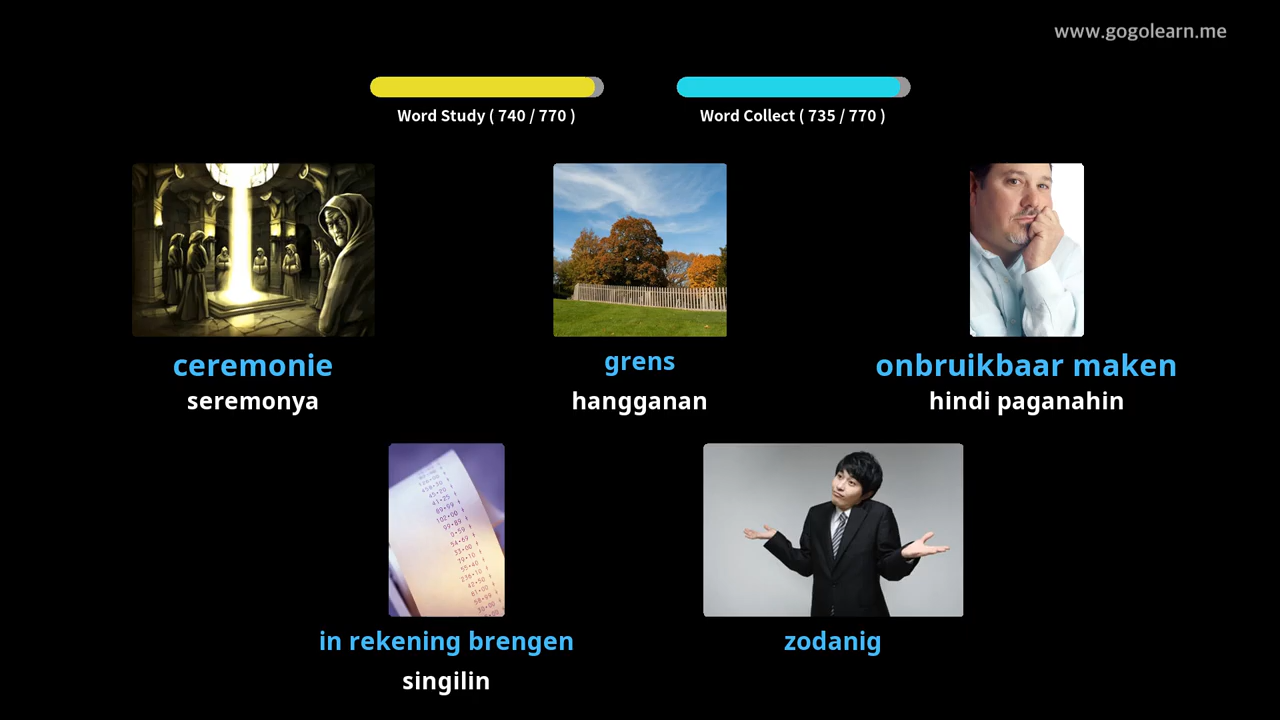 www.gogolearn.me
Word Study ( 740 / 770 )
Word Collect ( 735 / 770 )
ceremonie
grens
onbruikbaar maken
seremonya
hangganan
hindi paganahin
in rekening brengen
zodanig
singilin